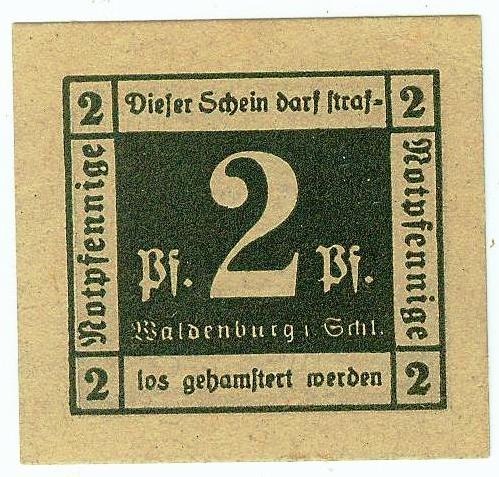 2 Dieser Schein darf straf- 2
Notpfennige
2
Pf. Pf.
Waldenburg i Schl.
Notpfennige
2 los gehamstert werden 2